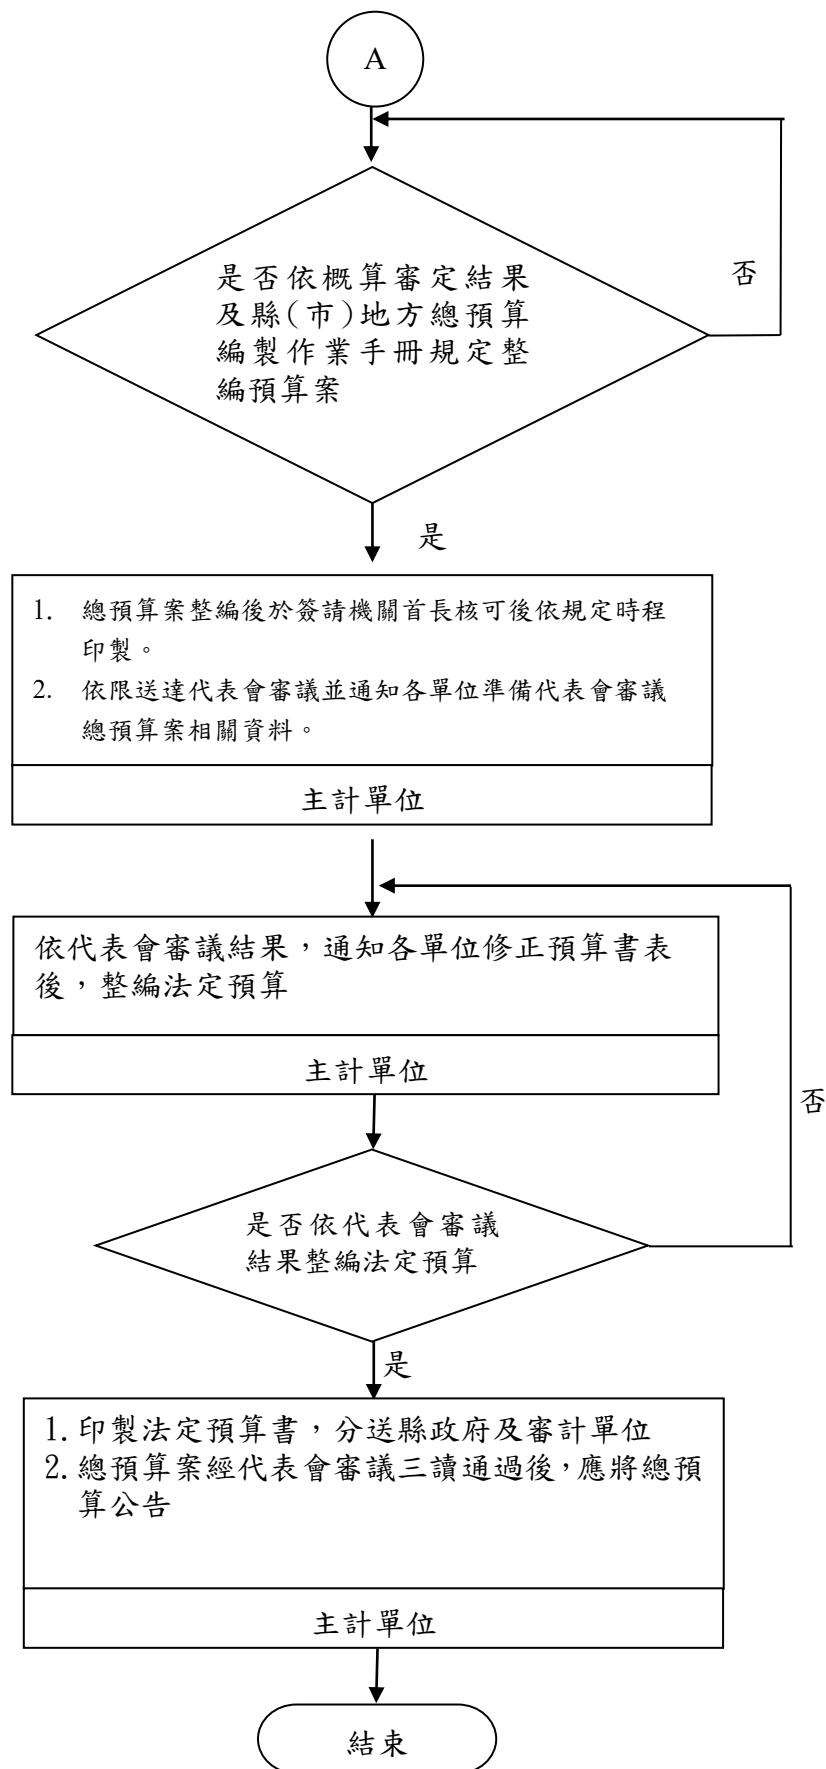 A
是否依概算審定結果
及縣(市)地方總預算
編製作業手冊規定整
編預算案
否
是
1. 總預算案整編後於簽請機關首長核可後依規定時程
印製。
2. 依限送達代表會審議並通知各單位準備代表會審議
總預算案相關資料。
主計單位
依代表會審議結果，通知各單位修正預算書表
後，整編法定預算
主計單位
否
是否依代表會審議
結果整編法定預算
是
1.印製法定預算書，分送縣政府及審計單位
2.總預算案經代表會審議三讀通過後，應將總預
算公告
主計單位
結束